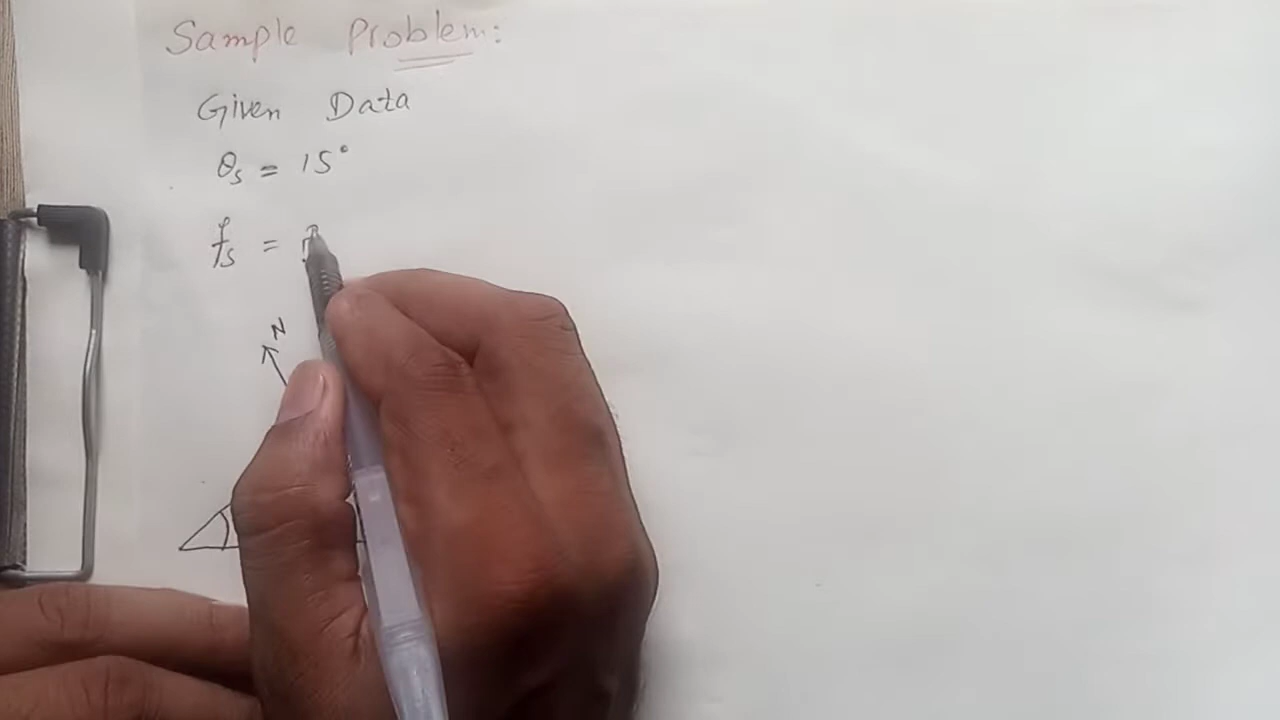 Sample Problem:
Given Data
θs = 15°
fs =
N